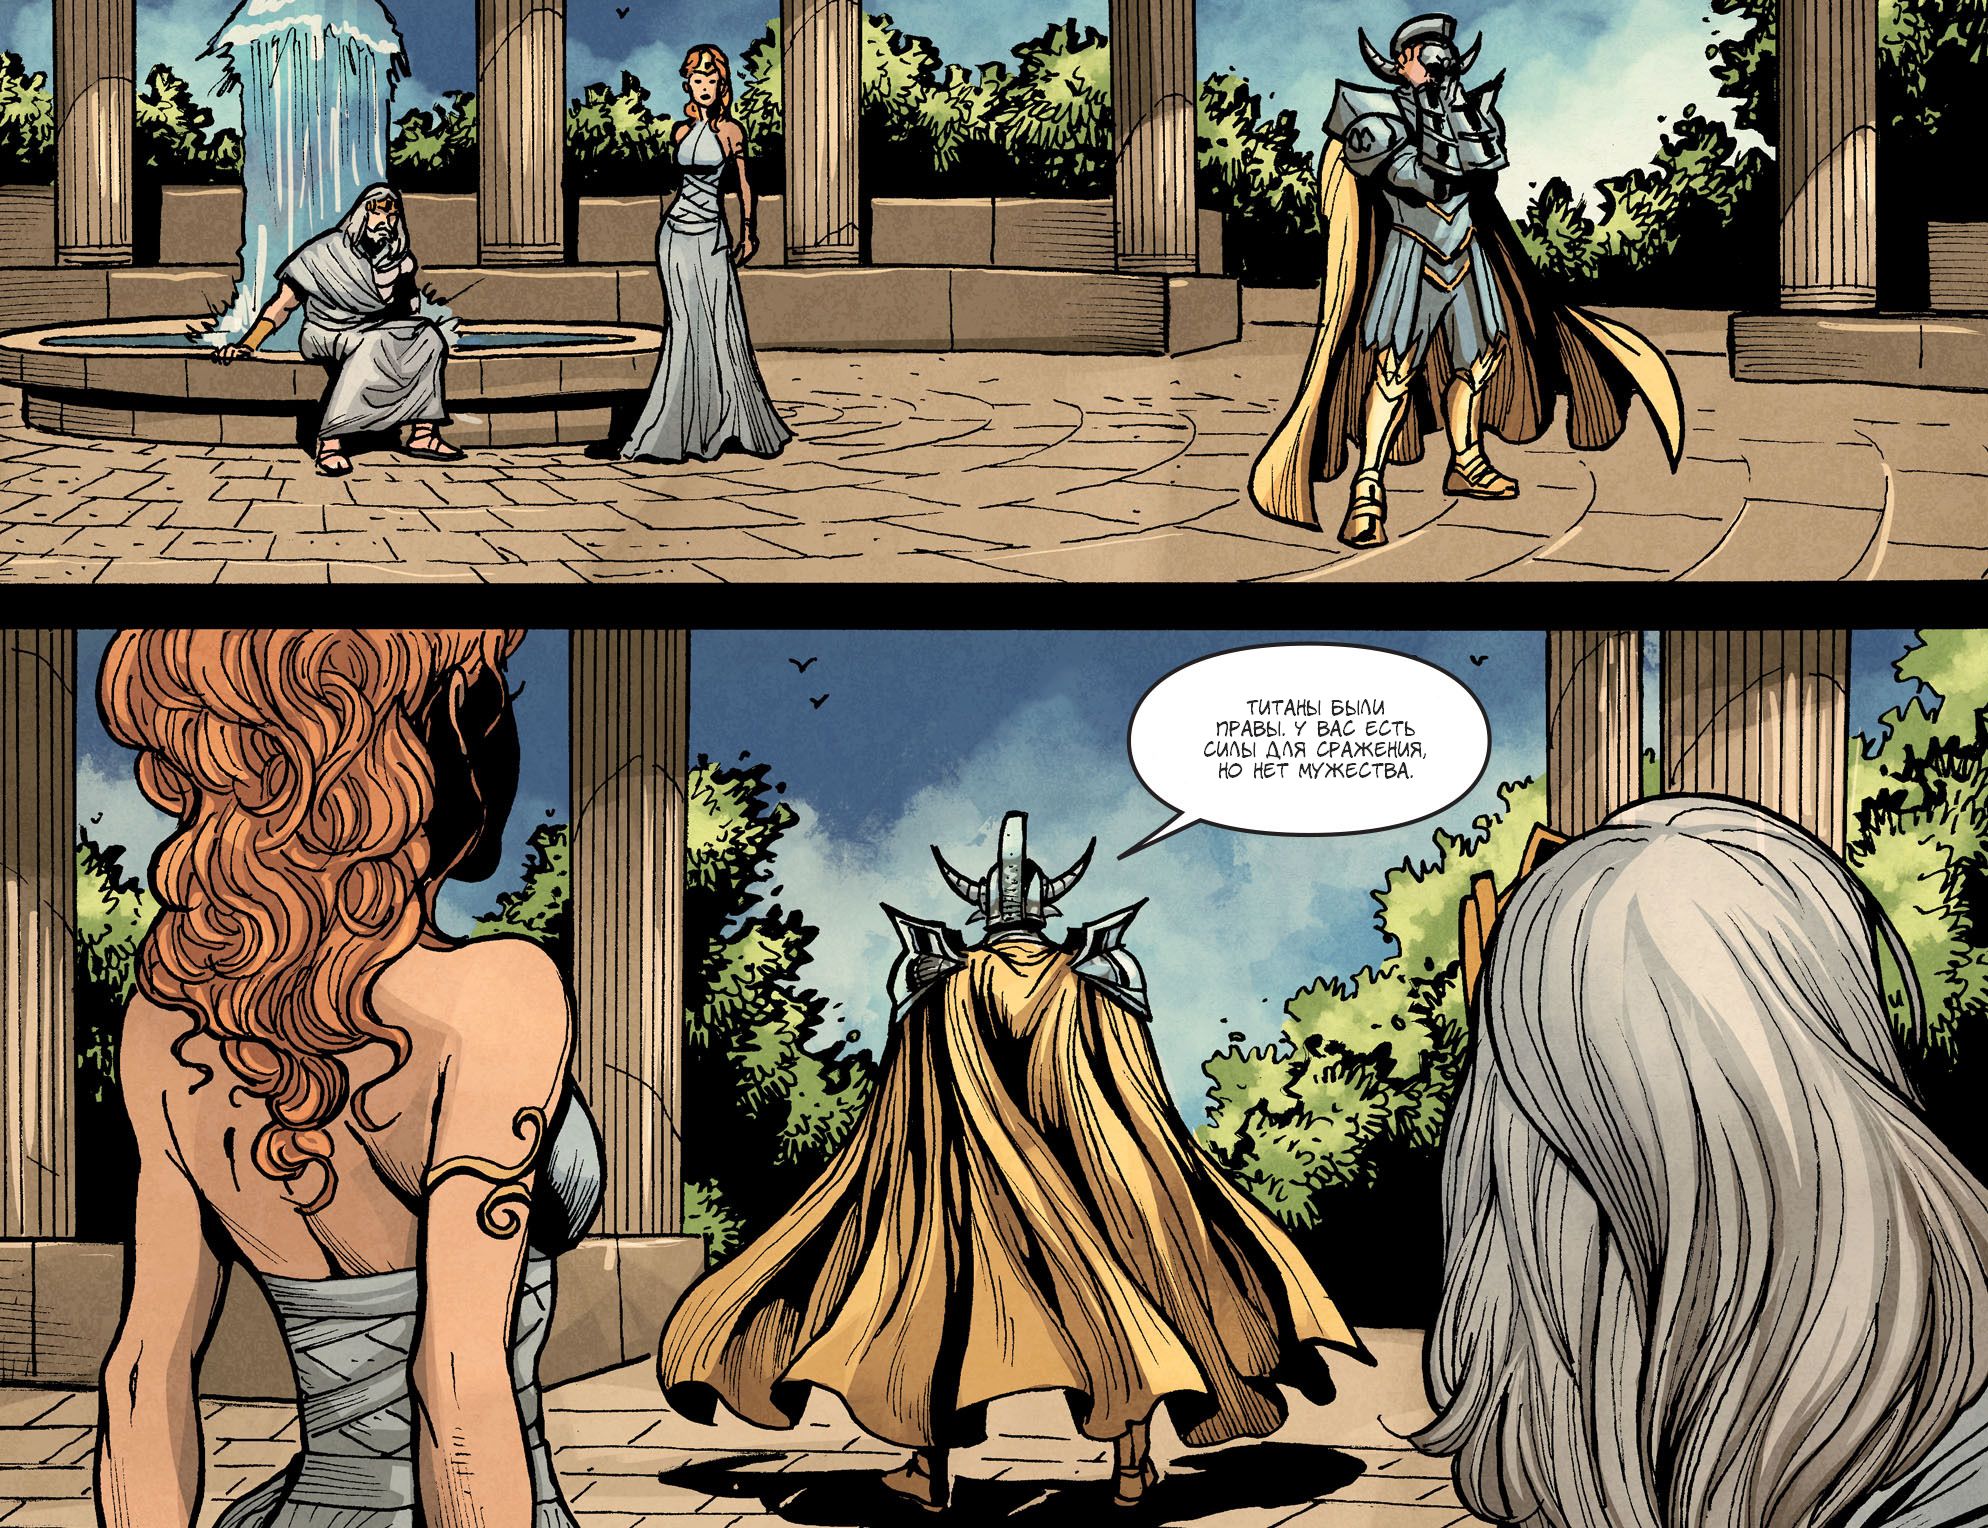 ТИТАНЫ БЫЛИ
ПРАВЫ. У ВАС ЕСТЬ
СИЛЫ ДЛЯ СРАЖЕНИЯ,
НО НЕТ МУЖЕСТВА.